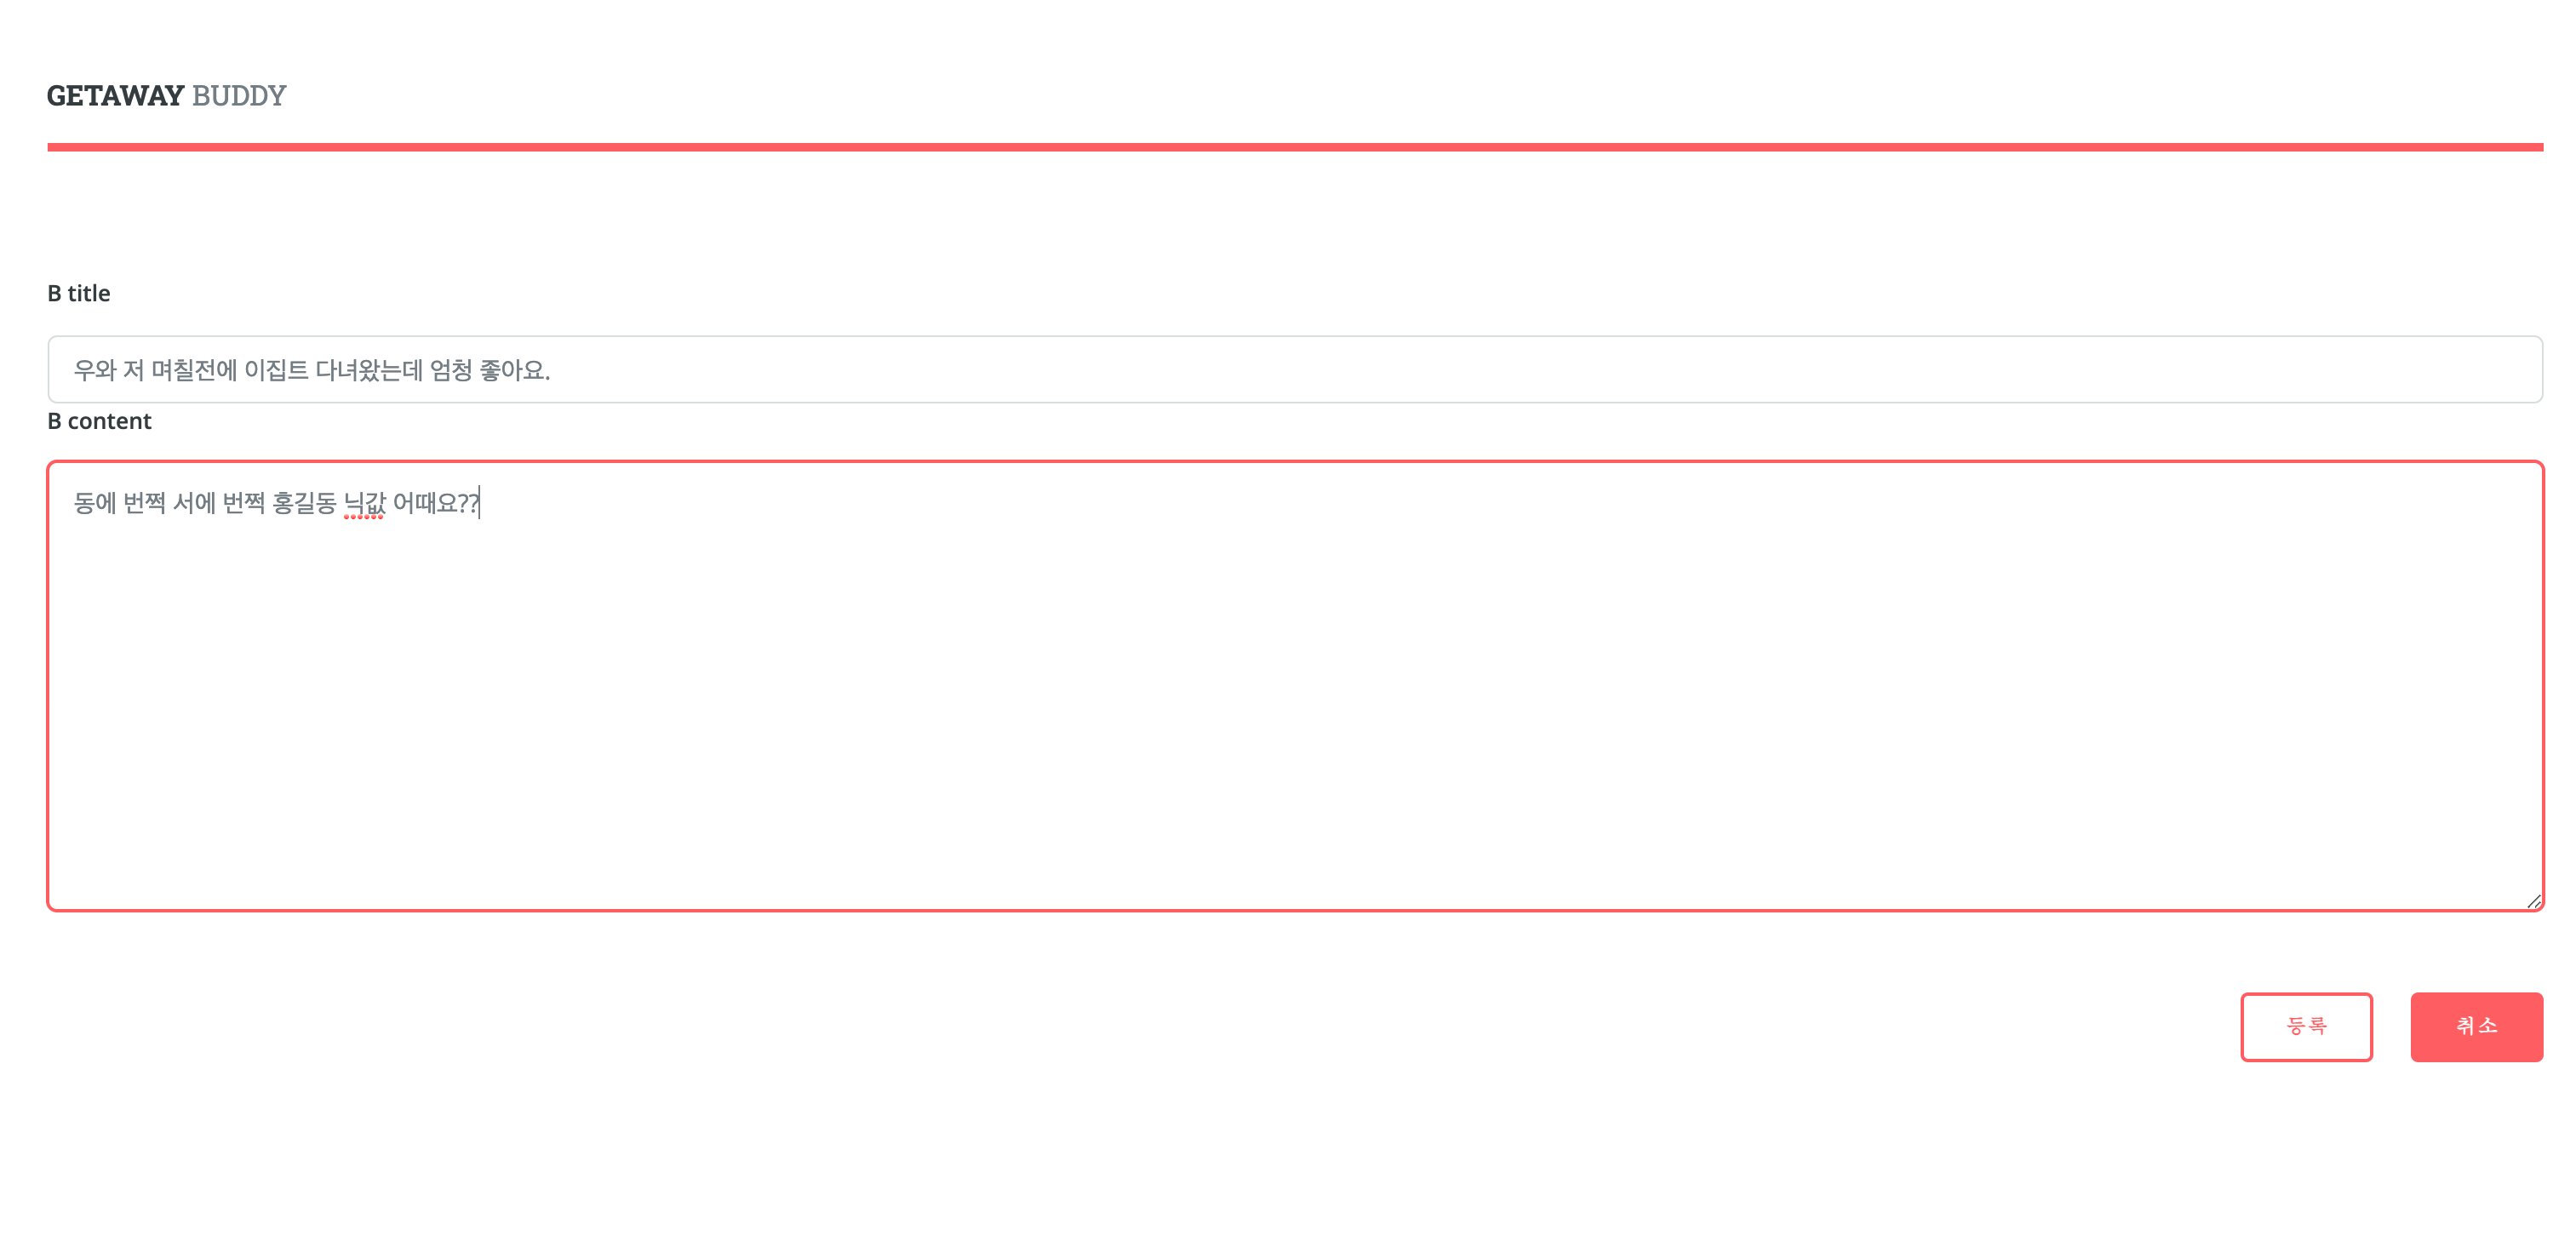 GETAWAY BUDDY
B title
우와 저 며칠전에 이집트 다녀왔는데 엄청 좋아요.
B content
동에 번쩍 서에 번쩍 홍길동 닉값 어때요??
등록
취소